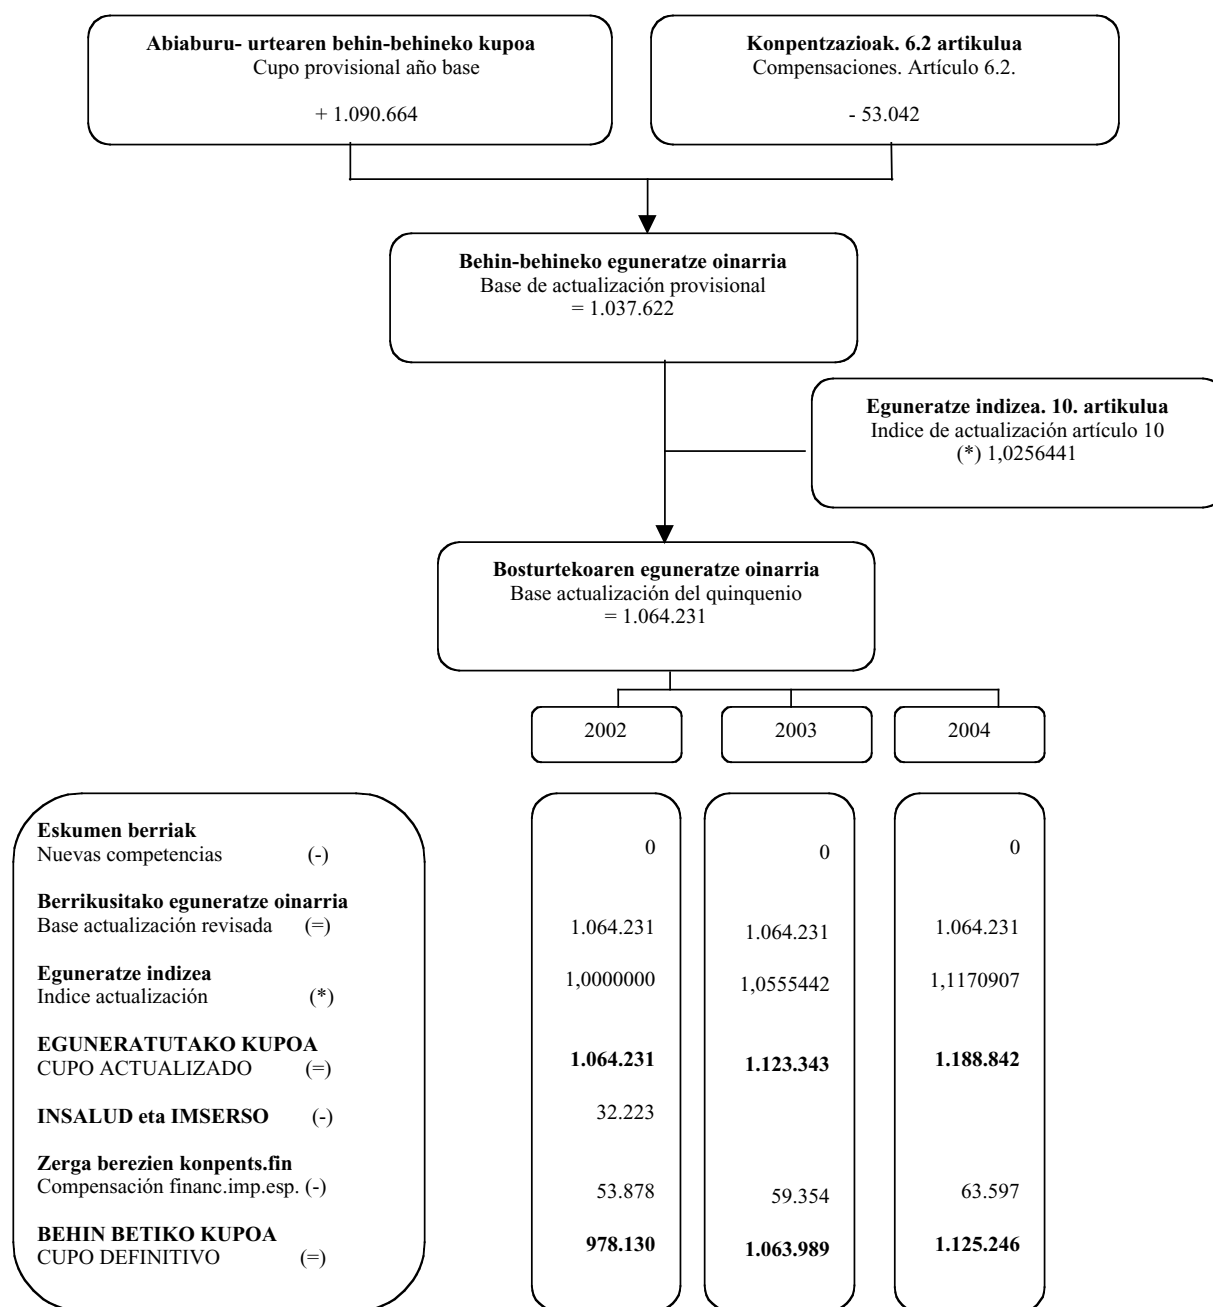 Abiaburu- urtearen behin-behineko kupoa
Cupo provisional año base
+ 1.090.664
Konpentzazioak. 6.2 artikulua
Compensaciones. Artículo 6.2.
- 53.042
Behin-behineko eguneratze oinarria
Base de actualización provisional
= 1.037.622
Eguneratze indizea. 10. artikulua
Indice de actualización artículo 10
(*) 1,0256441
Bosturtekoaren eguneratze oinarria
Base actualización del quinquenio
= 1.064.231
2002 2003 2004
Eskumen berriak
Nuevas competencias (-) 0 0 0
Berrikusitako eguneratze oinarria
Base actualización revisada (=) 1.064.231 1.064.231 1.064.231
Eguneratze indizea
Indice actualización (*) 1,0000000 1,0555442 1,1170907
EGUNERATUTAKO KUPOA
CUPO ACTUALIZADO (=) 1.064.231 1.123.343 1.188.842
INSALUD eta IMSERSO (-) 32.223
Zerga berezien konpents.fin
Compensación financ.imp.esp. (-) 53.878 59.354 63.597
BEHIN BETIKO KUPOA
CUPO DEFINITIVO (=) 978.130 1.063.989 1.125.246